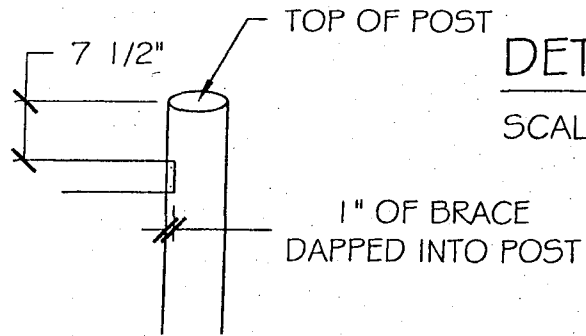 TOP OF POST
7 1/2"
DET
SCAL
1" OF BRACE
DAPPED INTO POST